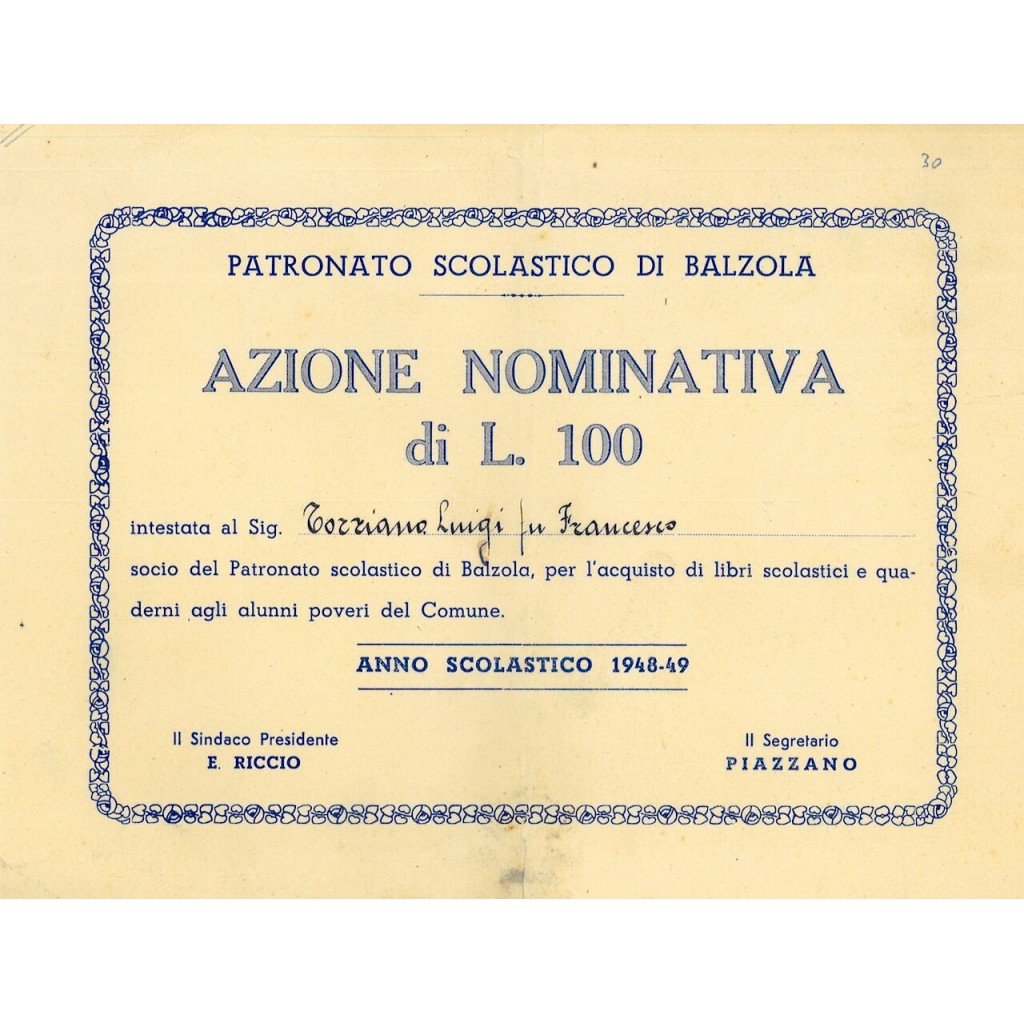 30
PATRONATO SCOLASTICO DI BALZOLA
AZIONE NOMINATIVA
di L. 100
intestata al Sig. Torriano Luigi fu Francesco
socio del Patronato scolastico di Balzola, per l'acquisto di libri scolastici e qua-
derni agli alunni poveri del Comune.
ANNO SCOLASTICO 1948-49
Il Sindaco Presidente
E. RICCIO
Il Segretario
PIAZZANO